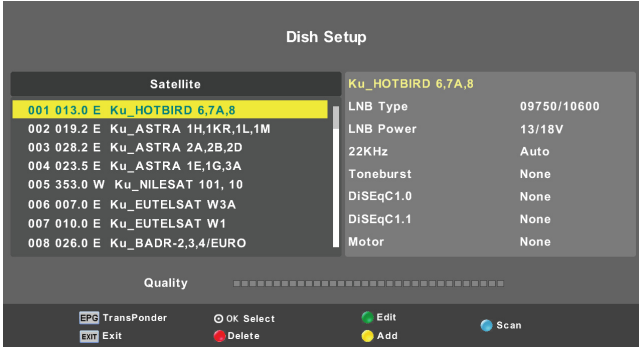 Dish Setup
Satellite
001 013.0 E Ku_HOTBIRD 6,7A,8
002 019.2 E Ku_ASTRA 1H,1KR,1L,1M
003 028.2 E Ku_ASTRA 2A,2B,2D
004 023.5 E Ku_ASTRA 1E,1G,3A
005 353.0 W Ku_NILESAT 101, 10
006 007.0 E Ku_EUTELSAT W3A
007 010.0 E Ku_EUTELSAT W1
008 026.0 E Ku_BADR-2,3,4/EURO
Ku_HOTBIRD 6,7A,8
LNB Type 09750/10600
LNB Power 13/18V
22KHz Auto
Toneburst None
DiSEqC1.0 None
DiSEqC1.1 None
Motor None
Quality
EPG TransPonder OK Select Edit Scan
EXIT Exit Delete Add